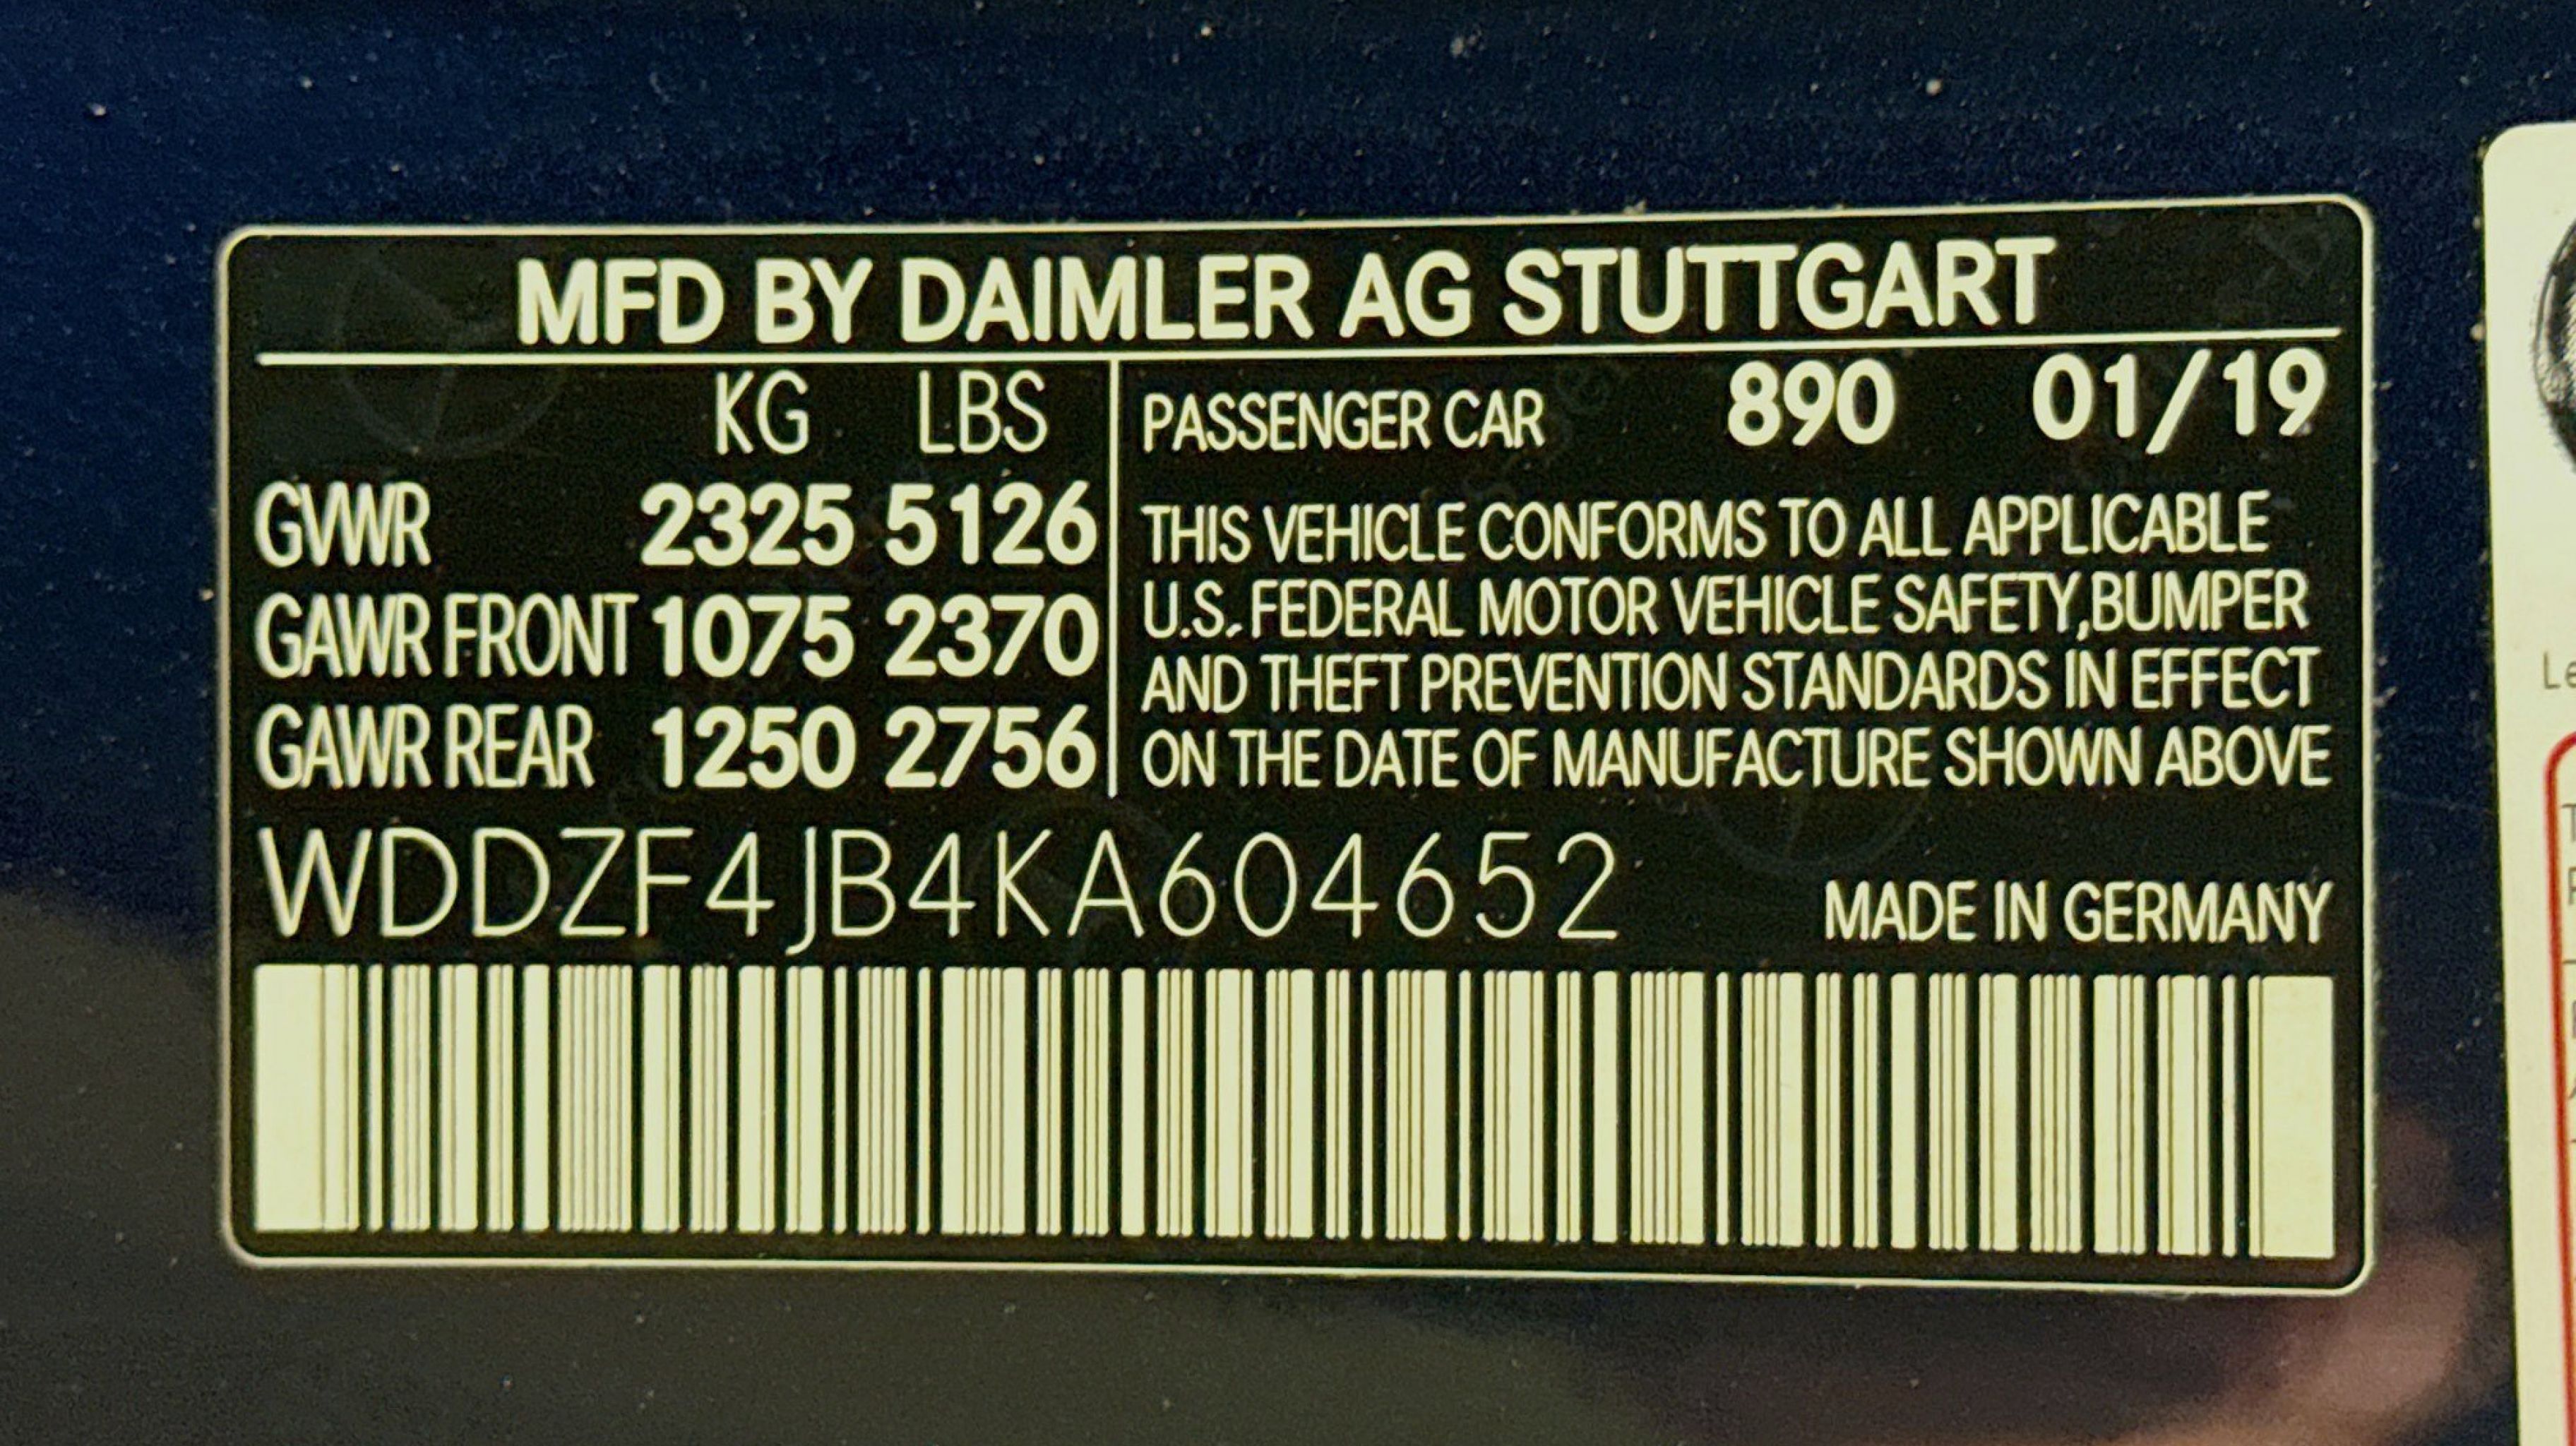 MFD BY DAIMLER AG STUTTGART
KG LBS
GVWR 2325 5126
GAWR FRONT 1075 2370
GAWR REAR 1250 2756
PASSENGER CAR 890 01/19
THIS VEHICLE CONFORMS TO ALL APPLICABLE
U.S. FEDERAL MOTOR VEHICLE SAFETY,BUMPER
AND THEFT PREVENTION STANDARDS IN EFFECT
ON THE DATE OF MANUFACTURE SHOWN ABOVE
WDDZF4JB4KA604652
MADE IN GERMANY